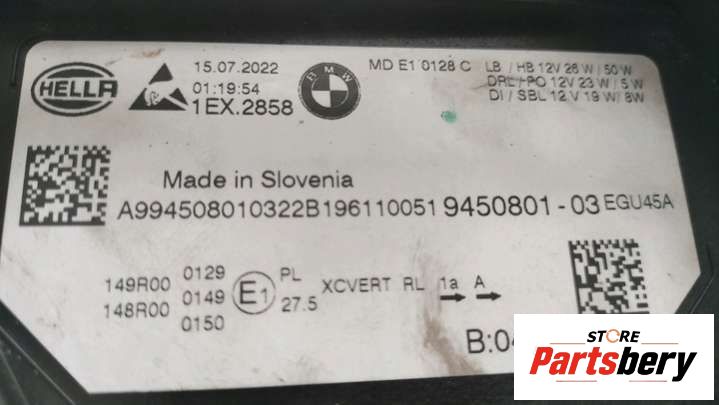 HELLA
15.07.2022
01:19:54
1EX.2858
BMW
MD E1 0128 C
LB / HB 12V 26 W / 50 W
DRL / PO 12V 23 W / 5 W
DI / SBL 12 V 19 W / 8W
Made in Slovenia
A994508010322B196110051 9450801-03 EGU45A
149R00 0129
148R00 0149
0150
E1
PL
27.5
XCVERT RL 1a A
B:04
STORE
Partsbery